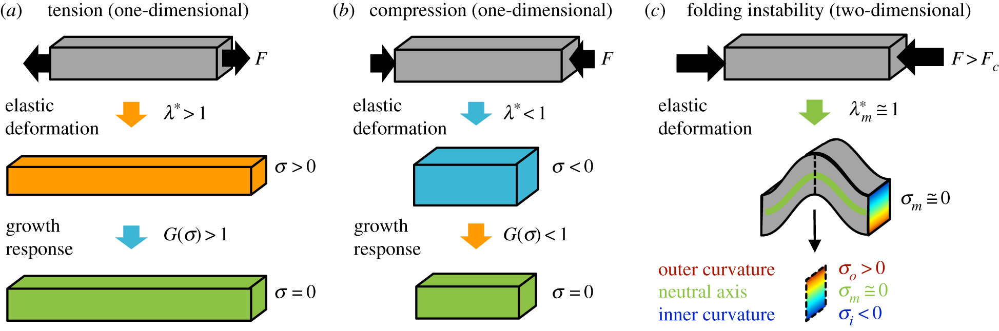 (a) tension (one-dimensional)
F
elastic
deformation
λ* > 1
σ > 0
growth
response
G(σ) > 1
σ = 0
(b) compression (one-dimensional)
F
elastic
deformation
λ* < 1
σ < 0
growth
response
G(σ) < 1
σ = 0
(c) folding instability (two-dimensional)
F > F_c
elastic
deformation
λ*_m ≅ 1
σ_m ≅ 0
outer curvature σ_o > 0
neutral axis σ_m ≅ 0
inner curvature σ_i < 0